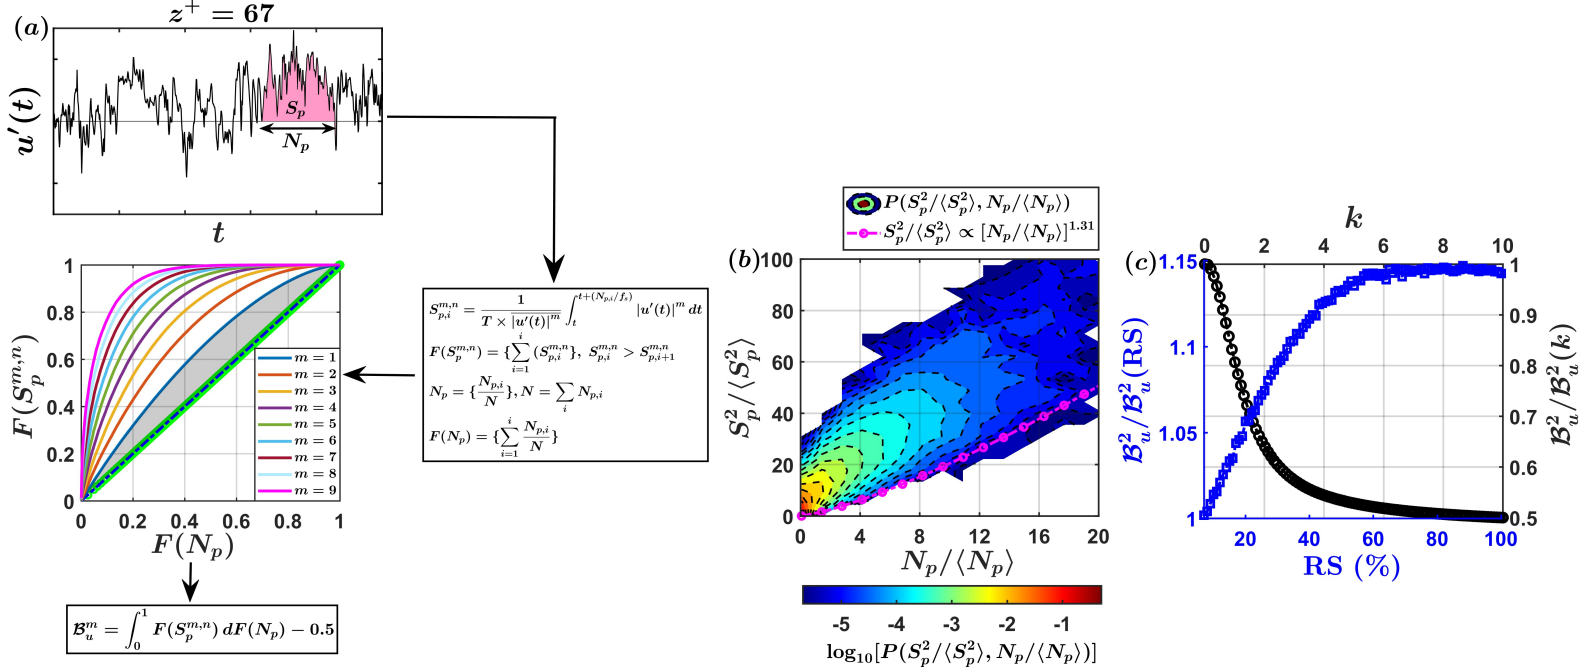 (a)
z⁺ = 67
u′(t)
S_p
N_p
t
F(S_p^{m,n})
1
0.8
0.6
0.4
0.2
0
0 0.2 0.4 0.6 0.8 1
F(N_p)
m = 1
m = 2
m = 3
m = 4
m = 5
m = 6
m = 7
m = 8
m = 9
𝓑_u^m = ∫_0^1 F(S_p^{m,n}) dF(N_p) − 0.5
S_{p,i}^{m,n} = 1 / (T × \overline{|u′(t)|^m}) ∫_t^{t+(N_{p,i}/f_s)} |u′(t)|^m dt
F(S_p^{m,n}) = {∑_{i=1}^{i} (S_{p,i}^{m,n}}, S_{p,i}^{m,n} > S_{p,i+1}^{m,n}
N_p = {N_{p,i}/N}, N = ∑_i N_{p,i}
F(N_p) = {∑_{i=1}^{i} N_{p,i}/N}
P(S_p^2/⟨S_p^2⟩, N_p/⟨N_p⟩)
S_p^2/⟨S_p^2⟩ ∝ [N_p/⟨N_p⟩]^{1.31}
(b)
S_p^2/⟨S_p^2⟩
100
80
60
40
20
0
0 4 8 12 16 20
N_p/⟨N_p⟩
-5 -4 -3 -2 -1
log₁₀[P(S_p^2/⟨S_p^2⟩, N_p/⟨N_p⟩)]
(c)
k
0 2 4 6 8 10
𝓑_u^2/𝓑_u^2(RS)
1.15
1.1
1.05
1
20 40 60 80 100
RS (%)
1
0.9
0.8
0.7
0.6
0.5
𝓑_u^2/𝓑_u^2(k)